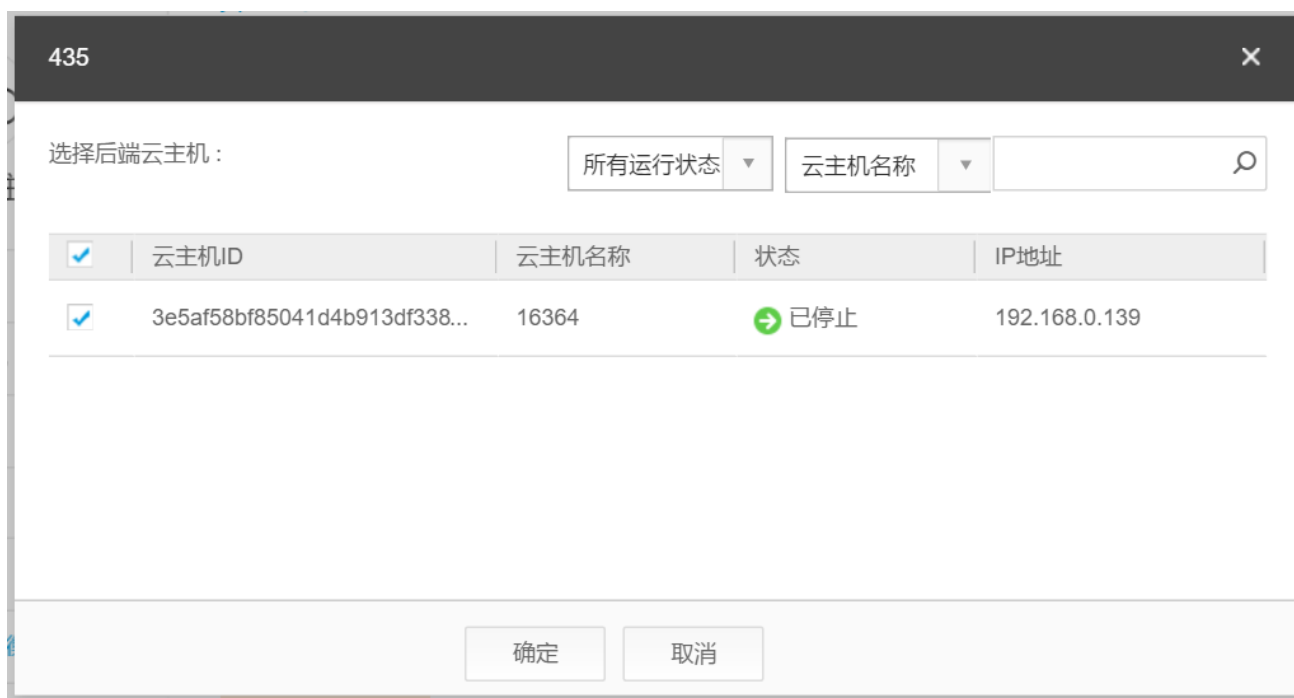 435
选择后端云主机：
所有运行状态
云主机名称
云主机ID 云主机名称 状态 IP地址
3e5af58bf85041d4b913df338... 16364 已停止 192.168.0.139
确定 取消